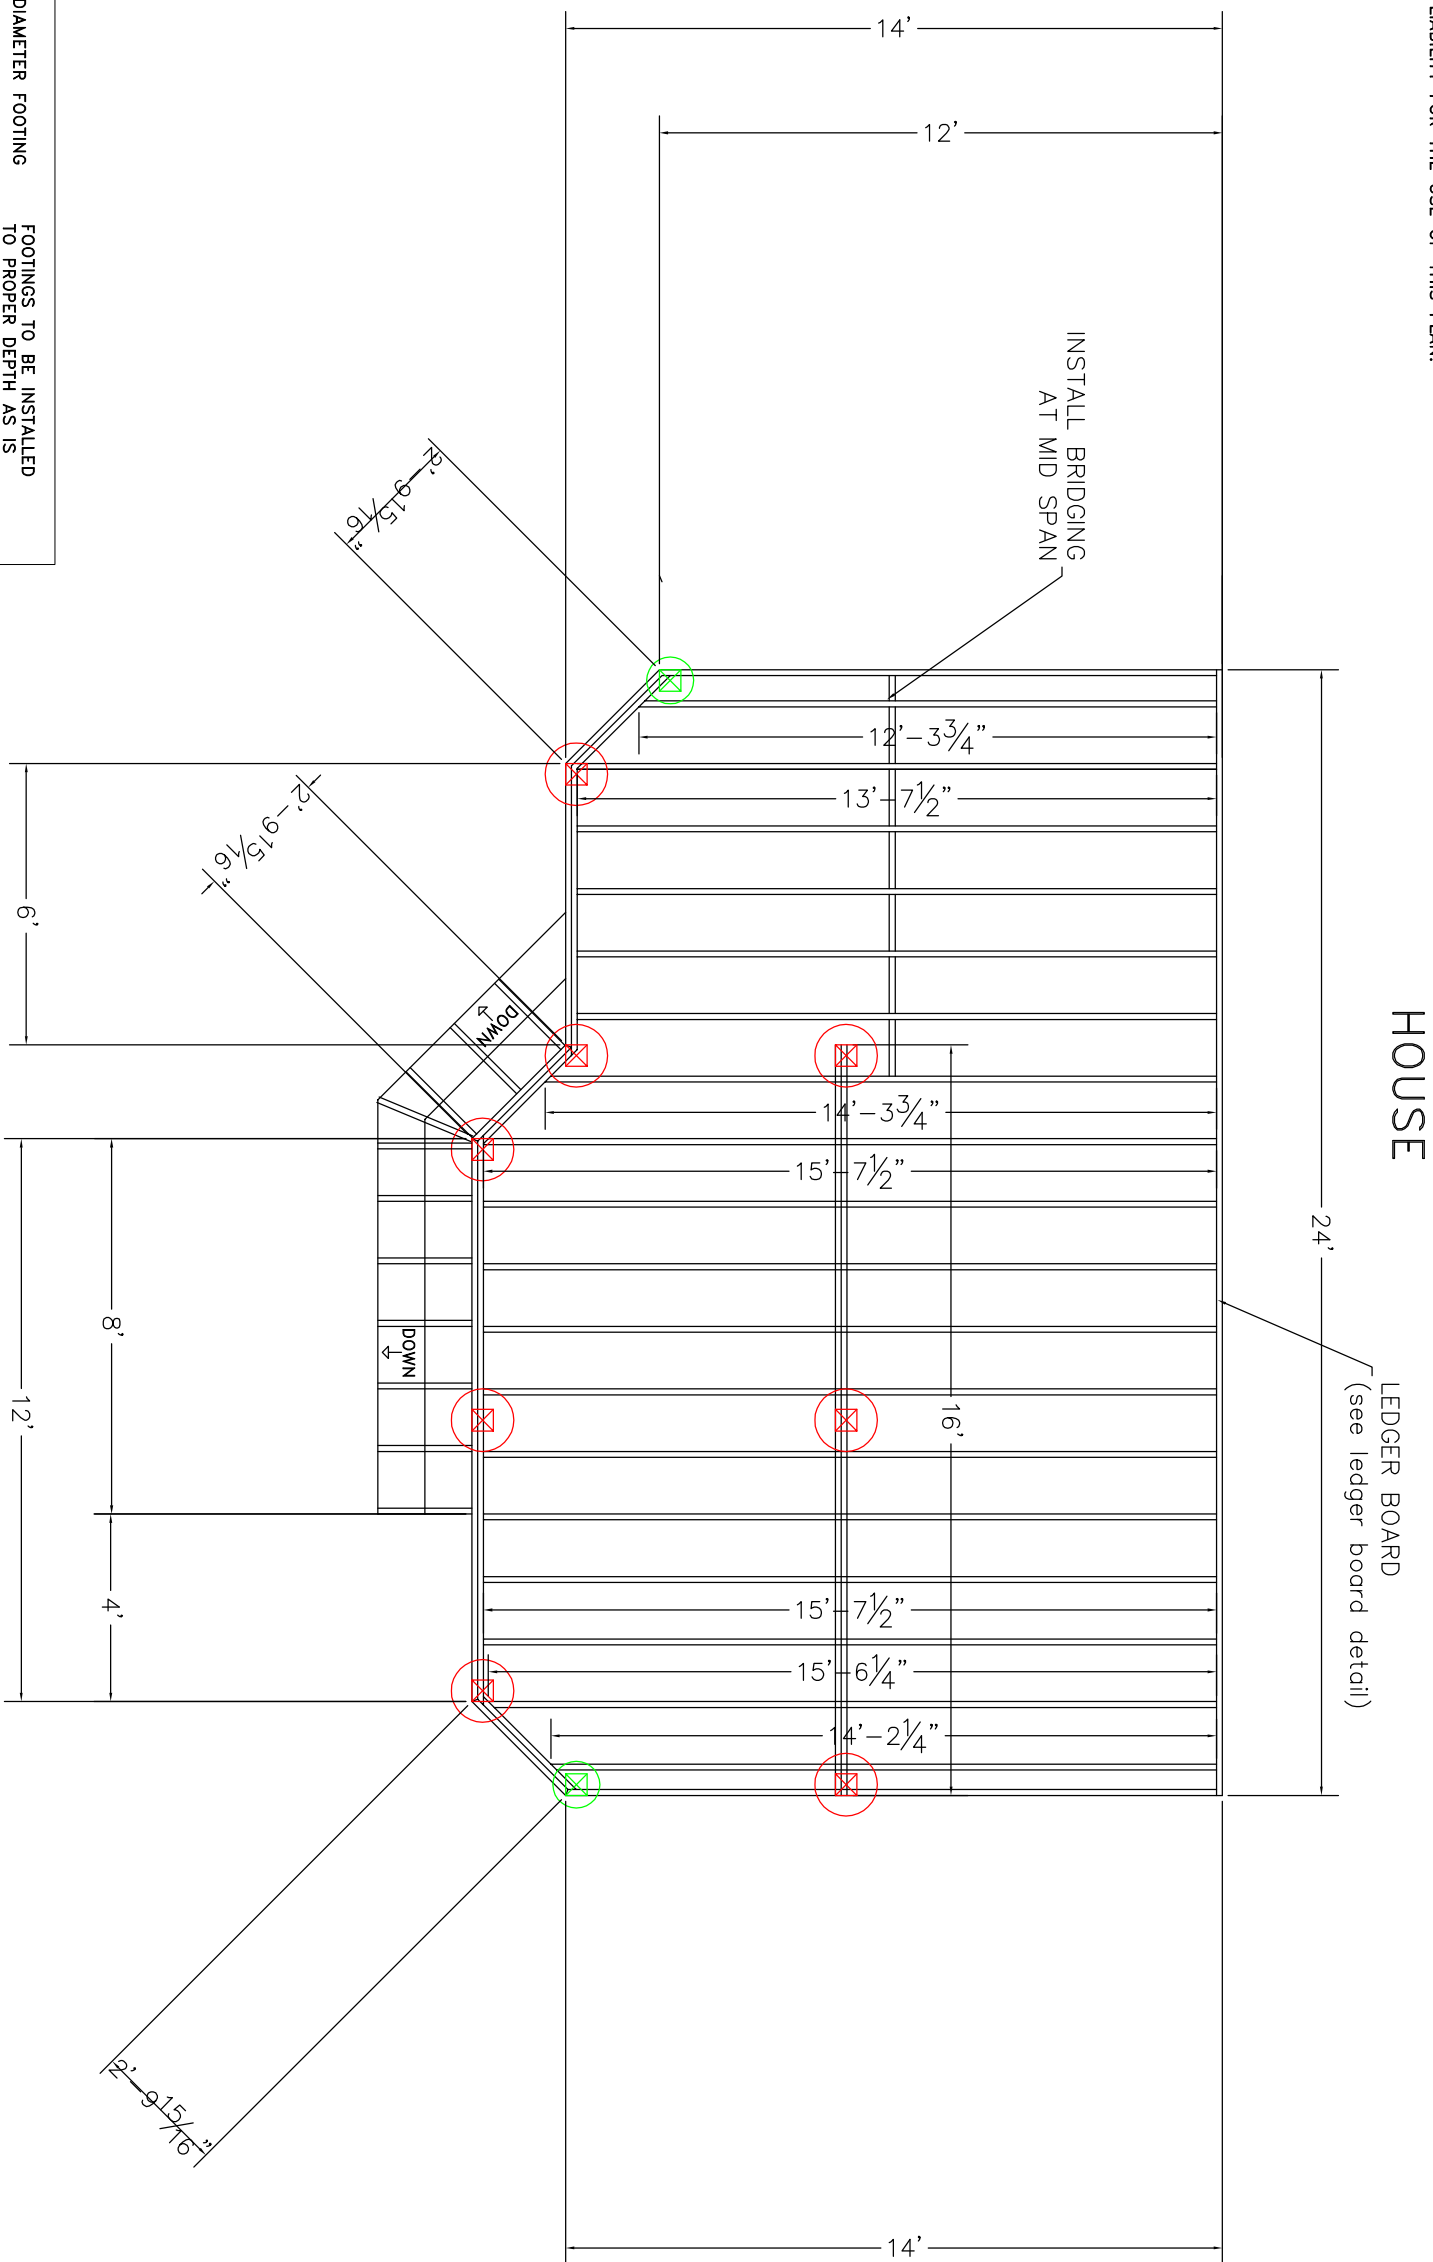 HOUSE
LEDGER BOARD
(see ledger board detail)
24'
INSTALL BRIDGING
AT MID SPAN
14'
12'
12'-3 3/4"
13'-7 1/2"
14'-3 3/4"
15'-7 1/2"
16'
15'-7 1/2"
15'-6 1/4"
14'-2 1/4"
14'
2'-9 15/16"
2'-9 15/16"
2'-9 15/16"
DOWN
DOWN
6'
8'
4'
12'
DIAMETER FOOTING
FOOTINGS TO BE INSTALLED
TO PROPER DEPTH AS IS